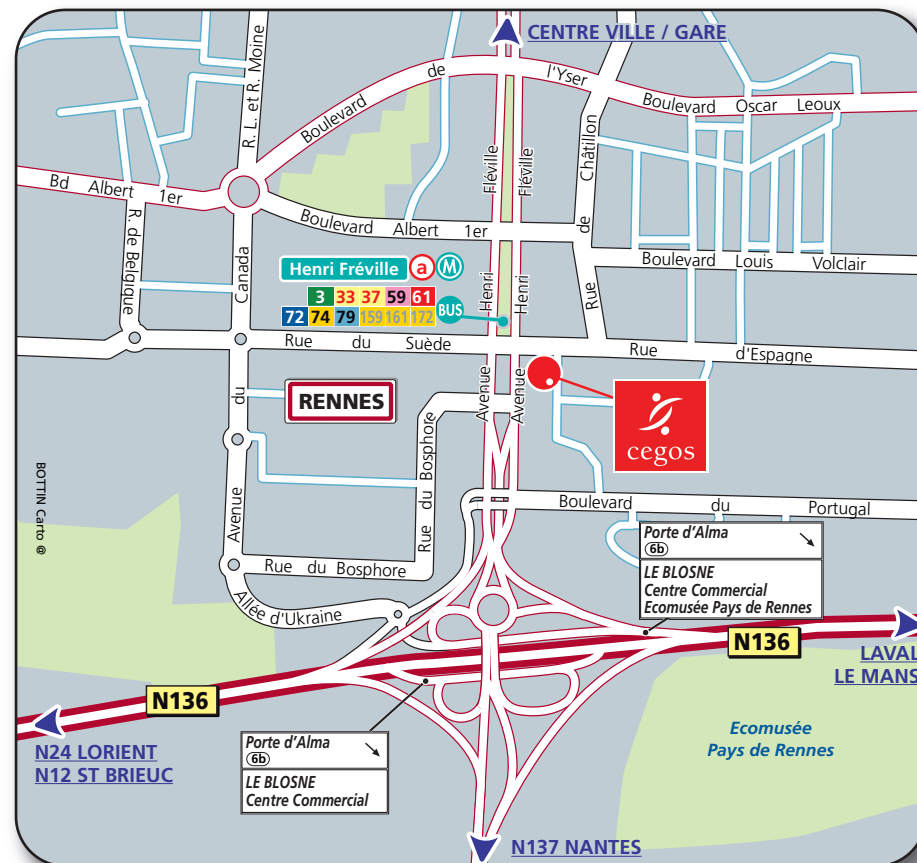 CENTRE VILLE / GARE
R. L. et R. Moine
Boulevard de l'Yser
Boulevard Oscar Leoux
Bd Albert 1er
Boulevard Albert 1er
Fléville
Fléville
Rue de Châtillon
R. de Belgique
Avenue du Canada
Henri Fréville a M
3 33 37 59 61
72 74 79 159 161 172
BUS
Avenue Henri
Avenue Henri
Boulevard Louis Volclair
Rue du Suède
Rue d'Espagne
RENNES
cegos
Rue du Bosphore
Rue du Bosphore
Boulevard du Portugal
BOTTIN Carto @
Allée d'Ukraine
Porte d'Alma
6b
LE BLOSNE
Centre Commercial
Ecomusée Pays de Rennes
N136
LAVAL
LE MANS
N136
N24 LORIENT
N12 ST BRIEUC
Porte d'Alma
6b
LE BLOSNE
Centre Commercial
Ecomusée
Pays de Rennes
N137 NANTES